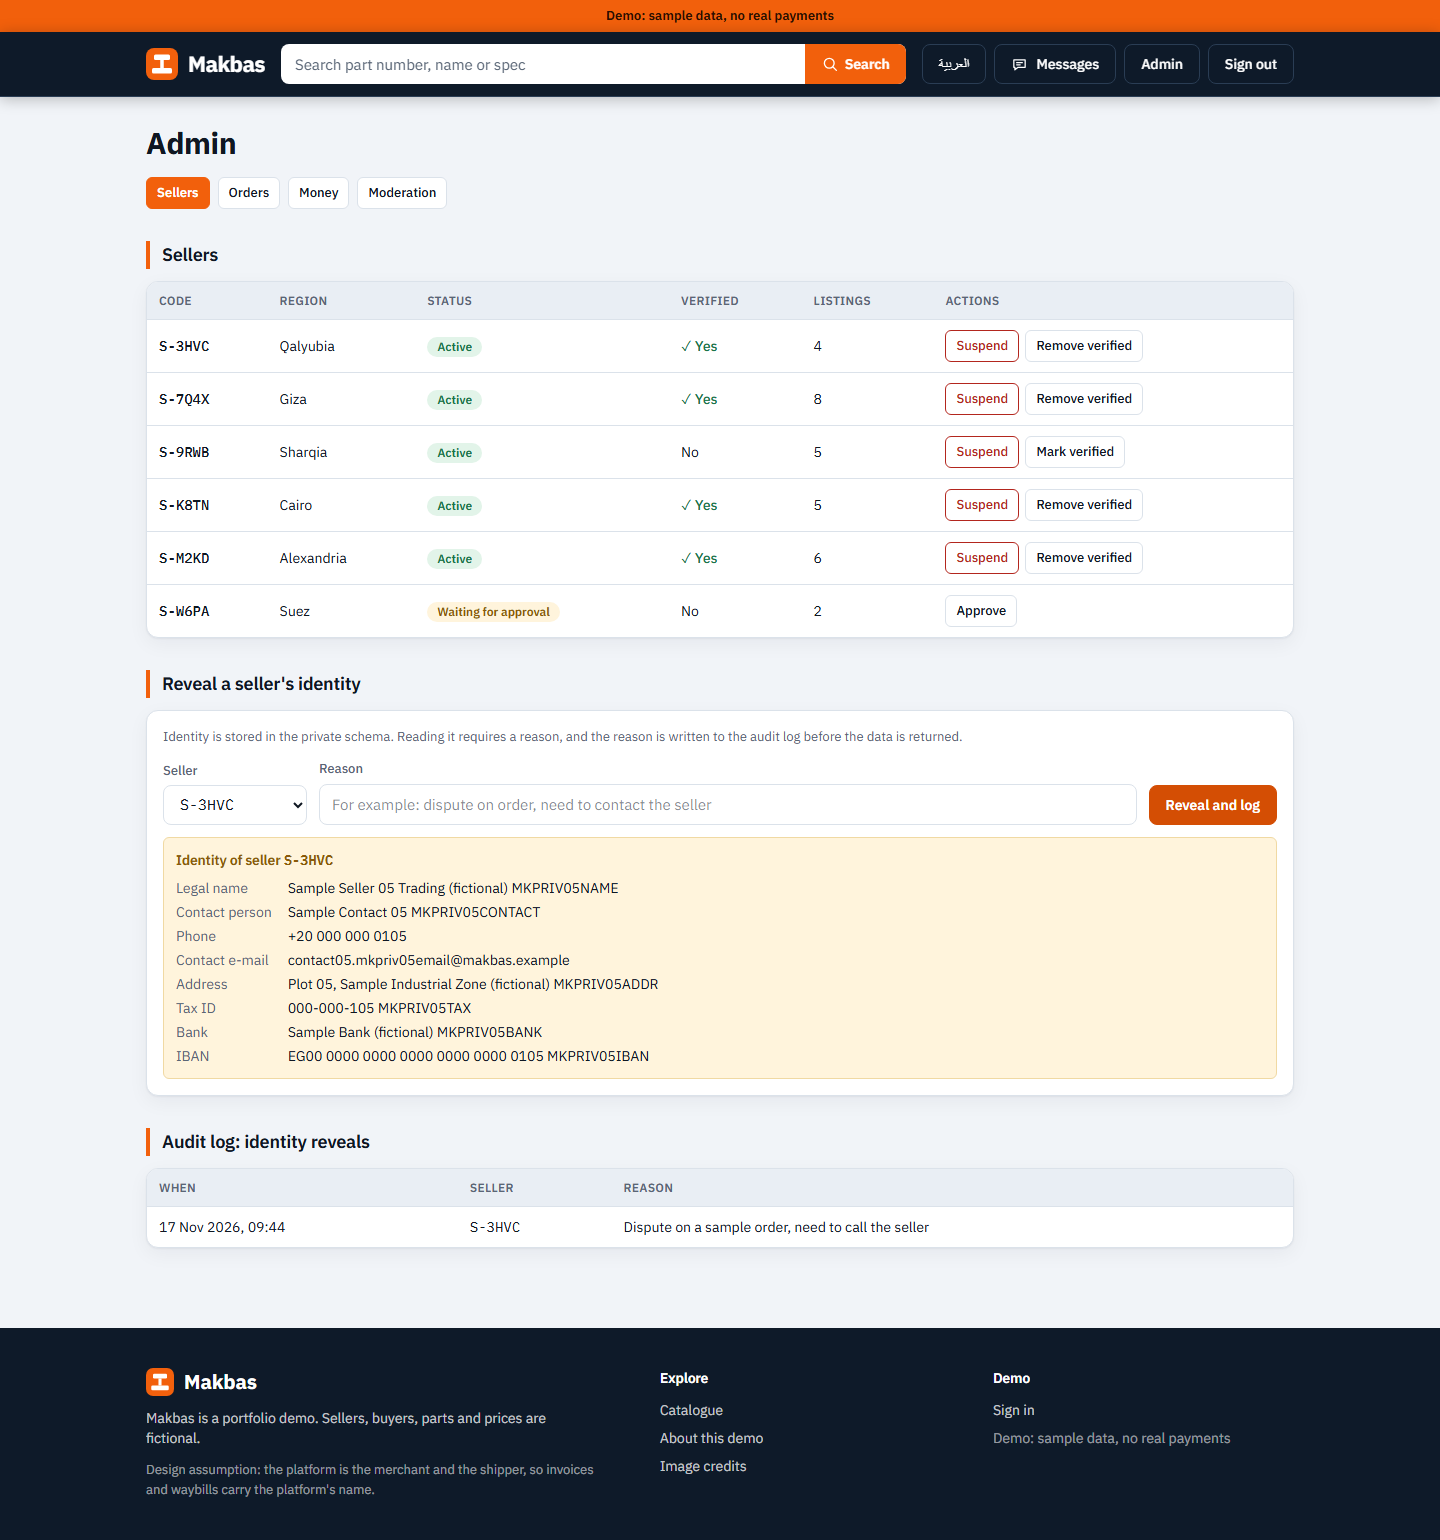 Demo: sample data, no real payments
Makbas
Search part number, name or spec
Search
العربية
Messages
Admin
Sign out
Admin
Sellers
Orders
Money
Moderation
Sellers
CODE REGION STATUS VERIFIED LISTINGS ACTIONS
S-3HVC Qalyubia Active ✓ Yes 4 Suspend Remove verified
S-7Q4X Giza Active ✓ Yes 8 Suspend Remove verified
S-9RWB Sharqia Active No 5 Suspend Mark verified
S-K8TN Cairo Active ✓ Yes 5 Suspend Remove verified
S-M2KD Alexandria Active ✓ Yes 6 Suspend Remove verified
S-W6PA Suez Waiting for approval No 2 Approve
Reveal a seller's identity
Identity is stored in the private schema. Reading it requires a reason, and the reason is written to the audit log before the data is returned.
Seller
Reason
S-3HVC
For example: dispute on order, need to contact the seller
Reveal and log
Identity of seller S-3HVC
Legal name Sample Seller 05 Trading (fictional) MKPRIV05NAME
Contact person Sample Contact 05 MKPRIV05CONTACT
Phone +20 000 000 0105
Contact e-mail contact05.mkpriv05email@makbas.example
Address Plot 05, Sample Industrial Zone (fictional) MKPRIV05ADDR
Tax ID 000-000-105 MKPRIV05TAX
Bank Sample Bank (fictional) MKPRIV05BANK
IBAN EG00 0000 0000 0000 0000 0000 0105 MKPRIV05IBAN
Audit log: identity reveals
WHEN SELLER REASON
17 Nov 2026, 09:44 S-3HVC Dispute on a sample order, need to call the seller
Makbas
Makbas is a portfolio demo. Sellers, buyers, parts and prices are
fictional.
Design assumption: the platform is the merchant and the shipper, so invoices
and waybills carry the platform's name.
Explore
Catalogue
About this demo
Image credits
Demo
Sign in
Demo: sample data, no real payments